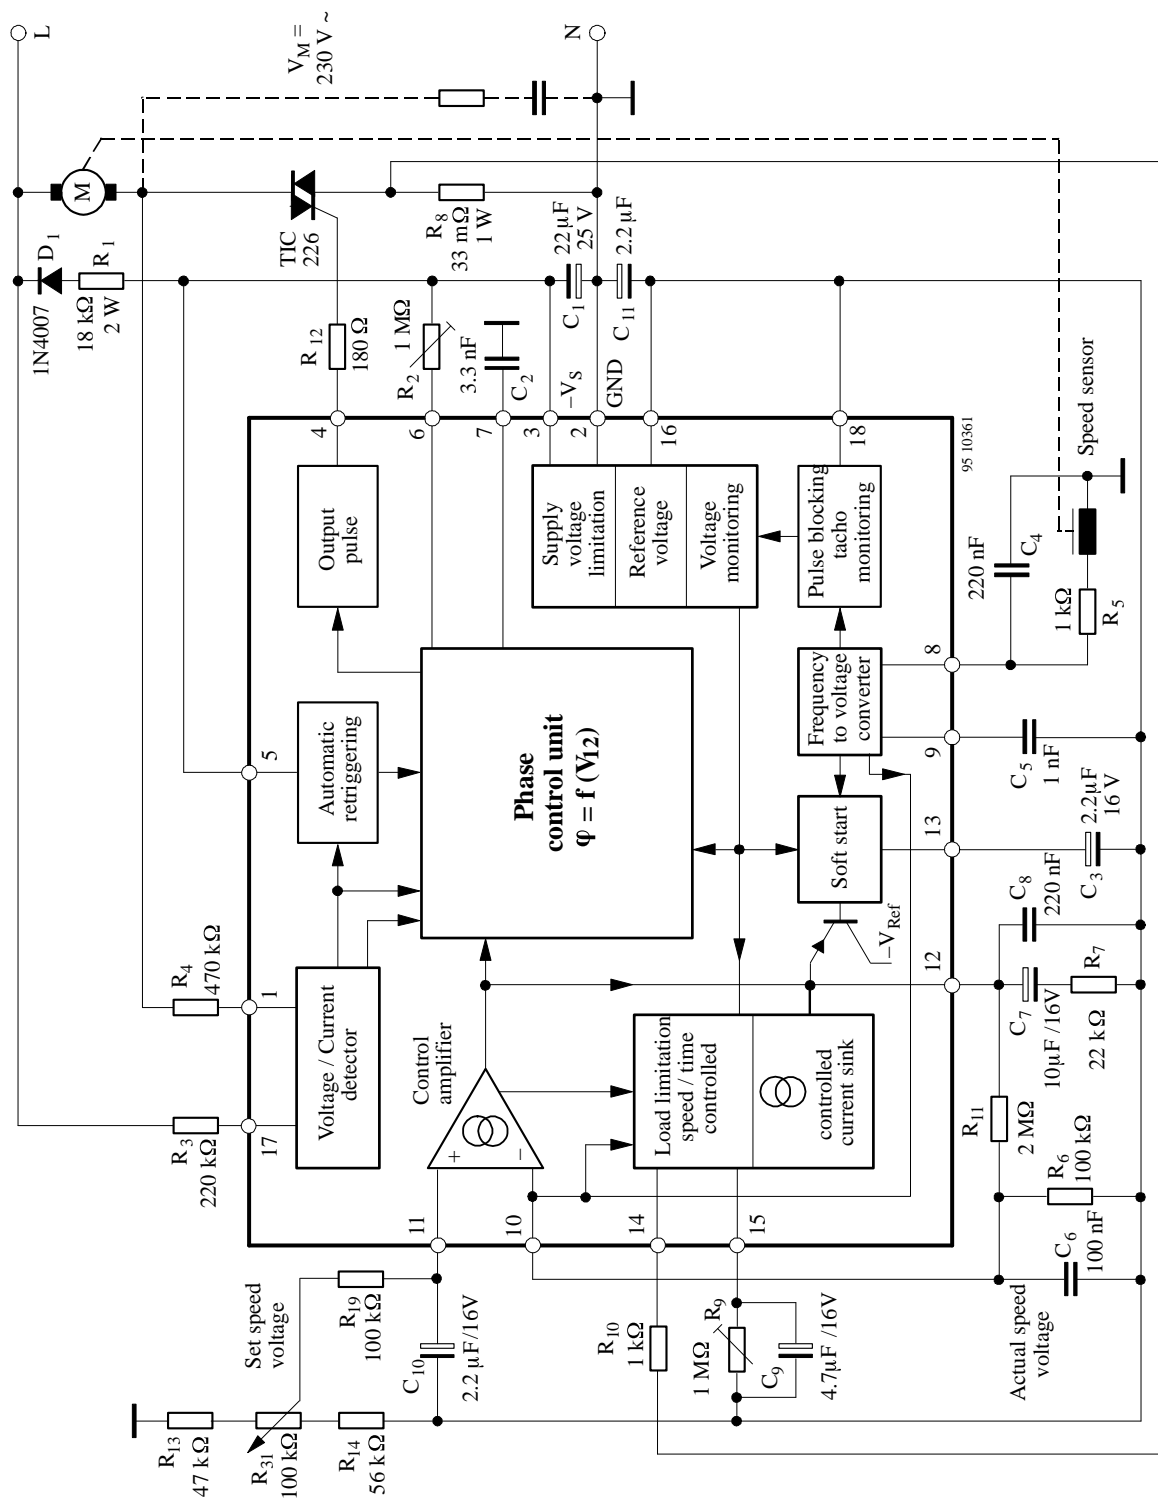 L
V_M =
230 V ~
N
M
D_1
1N4007
R_1
18 kΩ
2 W
TIC
226
R_8
33 mΩ
1 W
22 µF
25 V
C_1
2.2 µF
C_11
R_12
180 Ω
1 MΩ
R_2
3.3 nF
C_2
−V_S
GND
4
6
7
3
2
16
18
95 10361
Speed sensor
Output
pulse
Supply
voltage
limitation
Reference
voltage
Voltage
monitoring
Pulse blocking
tacho
monitoring
220 nF
C_4
1 kΩ
R_5
5
Automatic
retriggering
Phase
control unit
φ = f (V_12)
Frequency
to voltage
converter
8
9
C_5
1 nF
Soft start
13
2.2µF
16 V
C_3
−V_Ref
C_8
220 nF
12
R_4
470 kΩ
1
Voltage / Current
detector
R_3
220 kΩ
17
Control
amplifier
+
−
Load limitation
speed / time
controlled
controlled
current sink
C_7
10µF /16V
R_7
22 kΩ
R_11
2 MΩ
R_6
100 kΩ
C_6
100 nF
11
10
14
15
Set speed
voltage
R_19
100 kΩ
C_10
2.2 µF/16V
R_10
1 kΩ
R_9
1 MΩ
C_9
4.7µF /16V
Actual speed
voltage
R_13
47 kΩ
R_31
100 kΩ
R_14
56 kΩ